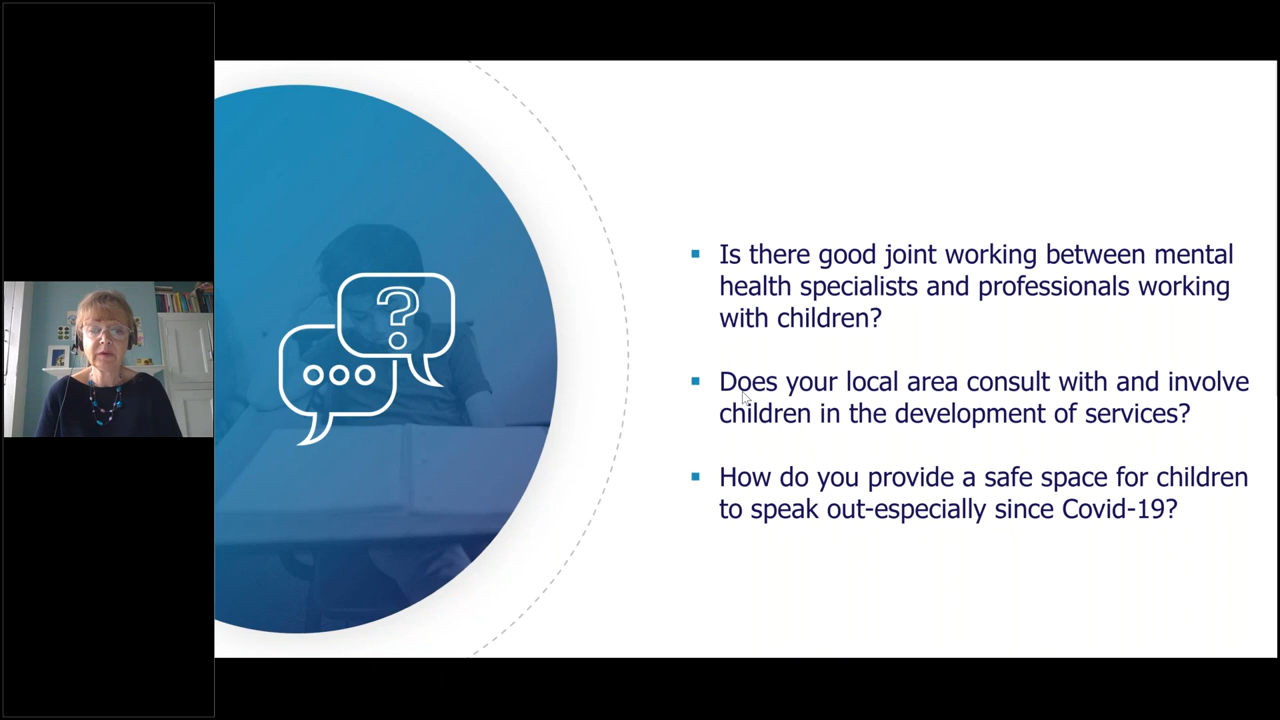 Is there good joint working between mental
health specialists and professionals working
with children?
Does your local area consult with and involve
children in the development of services?
How do you provide a safe space for children
to speak out-especially since Covid-19?